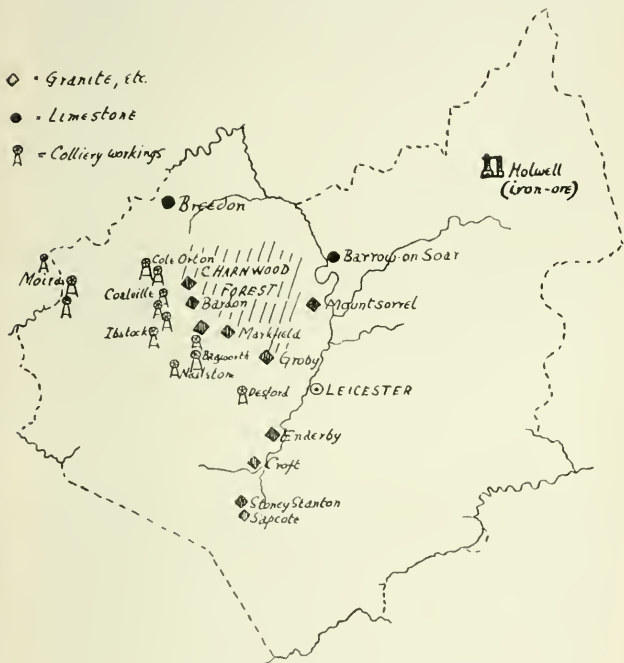 = Granite, Etc.
= Limestone
= Colliery workings
Holwell
(iron-ore)
Breedon
Barrow-on Soar
Cole Orton
CHARNWOOD
FOREST
Moira
Coalville
Bardon
Mountsorrel
Ibstock
Markfield
Bagworth
Groby
Nailstone
Desford
LEICESTER
Enderby
Croft
Stoney Stanton
Sapcote